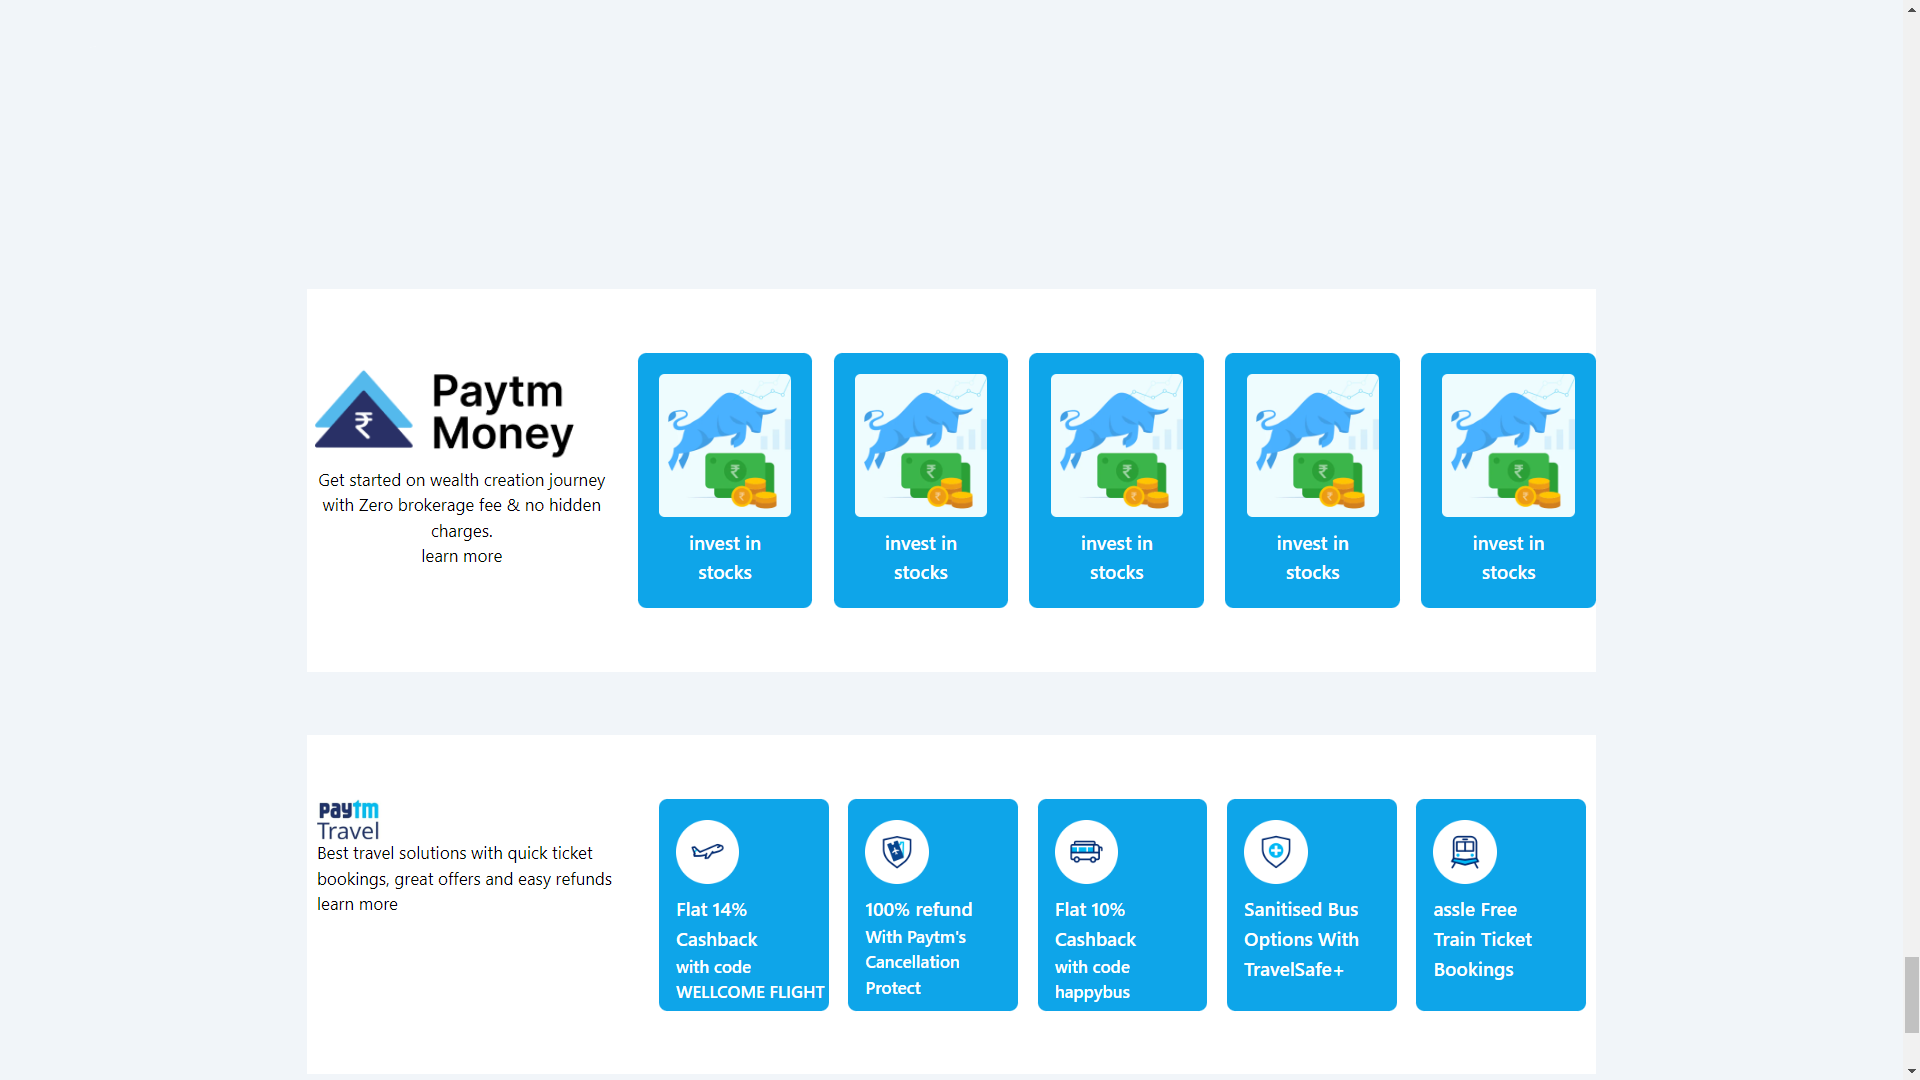 Paytm
Money
Get started on wealth creation journey
with Zero brokerage fee & no hidden
charges.
learn more
invest in
stocks
invest in
stocks
invest in
stocks
invest in
stocks
invest in
stocks
paytm
Travel
Best travel solutions with quick ticket
bookings, great offers and easy refunds
learn more
Flat 14%
Cashback
with code
WELLCOME FLIGHT
100% refund
With Paytm's
Cancellation
Protect
Flat 10%
Cashback
with code
happybus
Sanitised Bus
Options With
TravelSafe+
assle Free
Train Ticket
Bookings